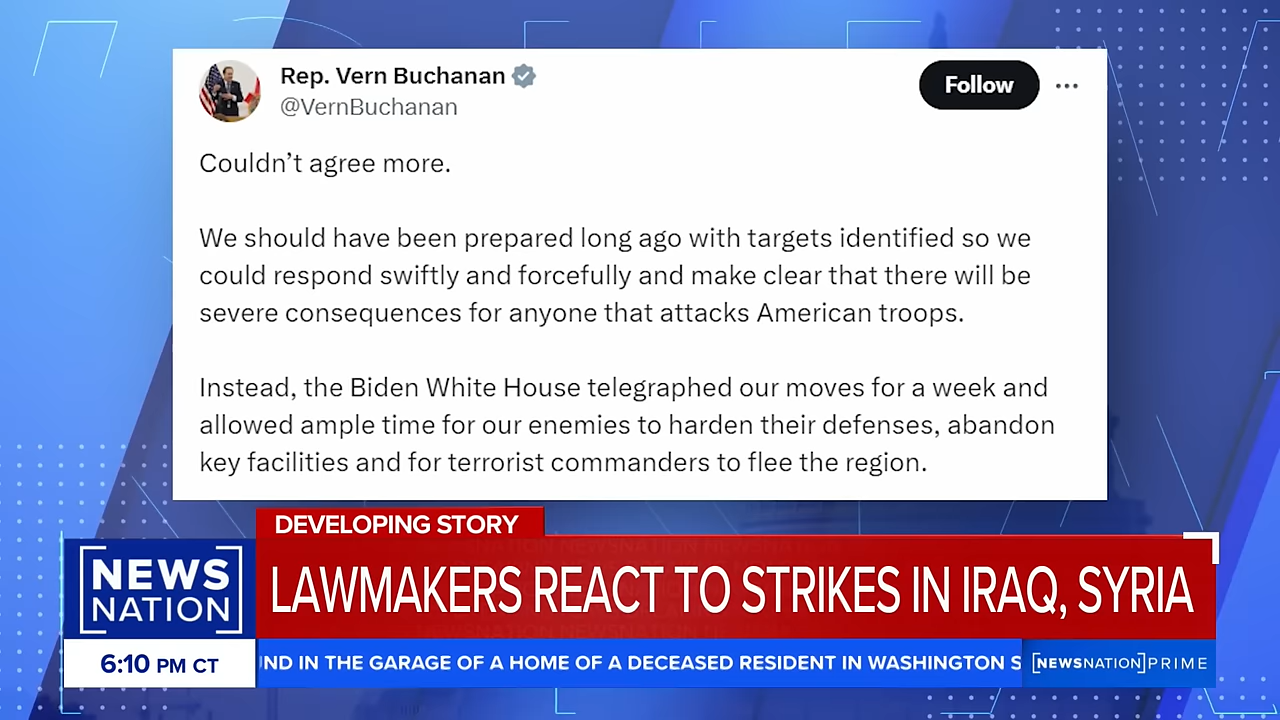 Rep. Vern Buchanan
@VernBuchanan
Follow
Couldn’t agree more.
We should have been prepared long ago with targets identified so we
could respond swiftly and forcefully and make clear that there will be
severe consequences for anyone that attacks American troops.
Instead, the Biden White House telegraphed our moves for a week and
allowed ample time for our enemies to harden their defenses, abandon
key facilities and for terrorist commanders to flee the region.
DEVELOPING STORY
NEWS
NATION
LAWMAKERS REACT TO STRIKES IN IRAQ, SYRIA
6:10 PM CT
IN THE GARAGE OF A HOME OF A DECEASED RESIDENT IN WASHINGTON
NEWSNATION PRIME